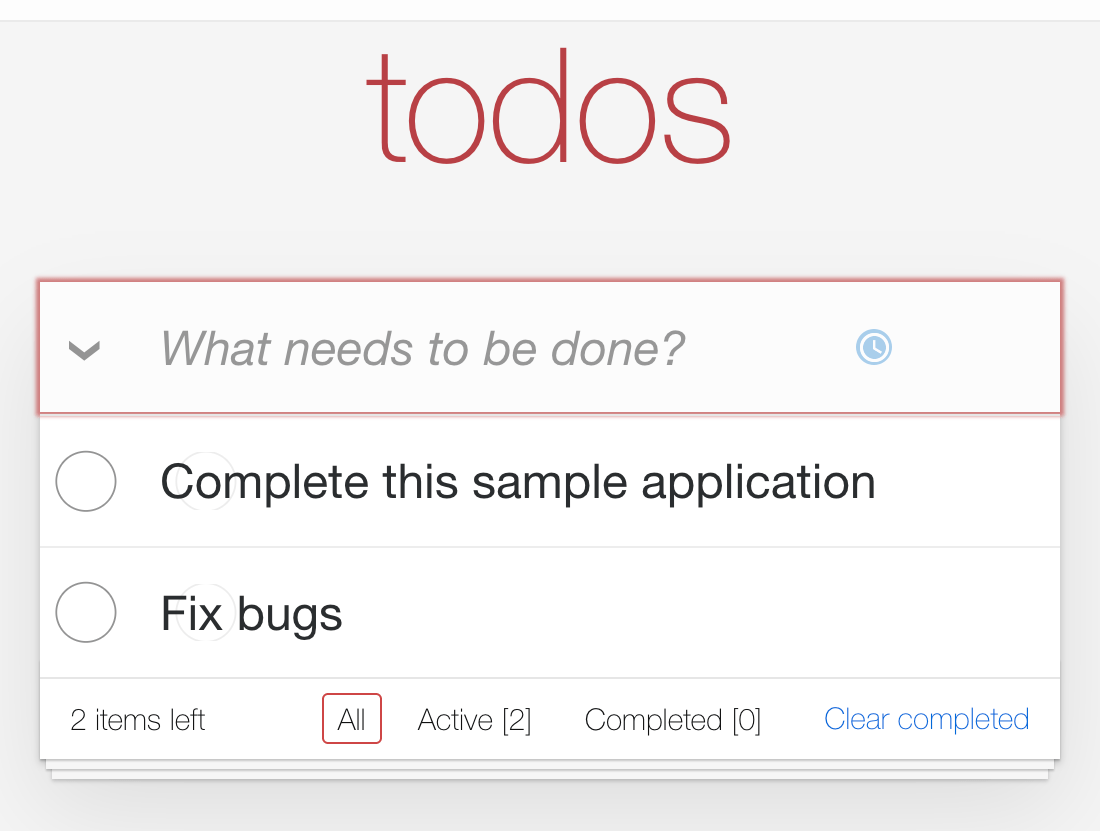 todos
What needs to be done?
Complete this sample application
Fix bugs
2 items left All Active [2] Completed [0] Clear completed